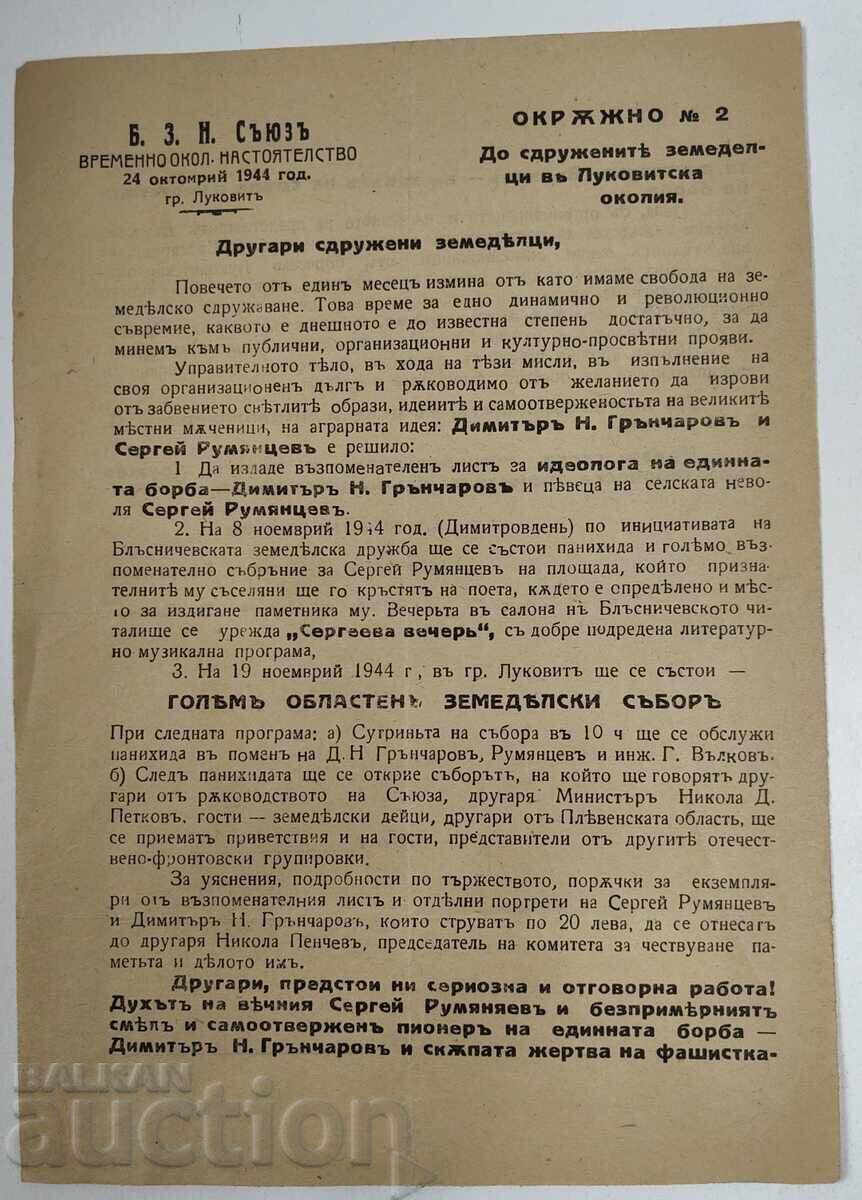 Б. З. Н. Съюзъ
ВРЕМЕННО ОКОЛ. НАСТОЯТЕЛСТВО
24 октомрий 1944 год.
гр. Луковитъ
ОКРѪЖНО № 2
До сдруженитѣ земедел-
ци въ Луковитска
околия.
Другари сдружени земедѣлци,
Повечето отъ единъ месецъ измина отъ като имаме свобода на зе-
медѣлско сдружаване. Това време за едно динамично и революционно
съвремие, каквото е днешното е до известна степень достатъчно, за да
минемъ къмъ публични, организационни и културно-просвѣтни прояви.
Управителното тѣло, въ хода на тѣзи мисли, въ изпълнение на
своя организационенъ дългъ и рѫководимо отъ желанието да изрови
отъ забвението свѣтлитѣ образи, идеиитѣ и самоотвержеността на великитѣ
мѣстни мѫченици, на аграрната идея: Димитъръ Н. Грънчаровъ и
Сергей Румянцевъ е решило:
1 Да издаде възпоменателенъ листъ за идеолога на единна-
та борба—Димитъръ Н. Грънчаровъ и пѣвеца на селската нево-
ля Сергей Румянцевъ.
2. На 8 ноемврий 1944 год. (Димитровдень) по инициативата на
Блъсничевската земедѣлска дружба ще се състои панихида и голѣмо въз-
поменателно събрѣние за Сергей Румянцевъ на площада, който призна-
телнитѣ му съселяни ще го кръстятъ на поета, кѫдето е опредѣлено и мѣс-
то за издигане паметника му. Вечерьта въ салона нъ Блъсничевското чи-
талище се урежда „Сергеева вечерь", съ добре подредена литератур-
но музикална програма,
3. На 19 ноемврий 1944 г, въ гр. Луковитъ ще се състои —
ГОЛѢМЪ ОБЛАСТЕНЪ ЗЕМЕДѢЛСКИ СЪБОРЪ
При следната програма: а) Сутриньта на събора въ 10 ч ще се обслужи
панихида въ поменъ на Д. Н Грънчаровъ, Румянцевъ и инж. Г. Вълковъ.
б) Следъ панихидата ще се открие съборътъ, на който ще говорятъ дру-
гари отъ рѫководството на Съюза, другаря Министъръ Никола Д.
Петковъ, гости — земедѣлски дейци, другари отъ Плѣвенската область, ще
се приематъ приветствия и на гости, представители отъ другитѣ отечест-
вено-фронтовски групировки.
За уяснения, подробности по тържеството, порѫчки за екземпля-
ри отъ възпоменателния листъ и отдѣлни портрети на Сергей Румянцевъ
и Димитъръ Н. Грънчаровъ, които струватъ по 20 лева, да се отнесатъ
до другаря Никола Пенчевъ, председатель на комитета за чествуване па-
метьта и дѣлото имъ.
Другари, предстои ни сериозна и отговорна работа!
Духътъ на вѣчния Сергей Румяняевъ и безпримѣрниятъ
смѣлъ и самоотверженъ пионеръ на единната борба —
Димитъръ Н. Грънчаровъ и скѫпата жертва на фашистка-
BALKAN
auction